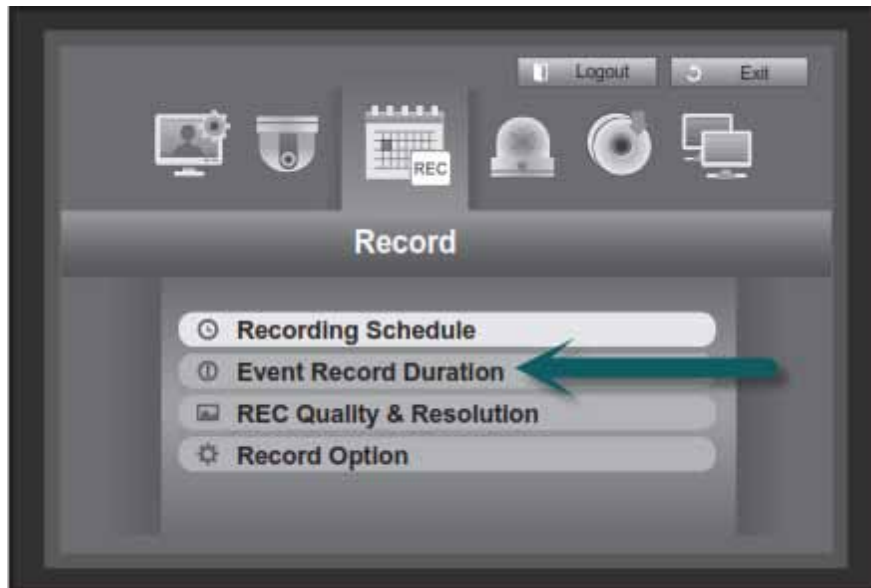 Logout
Exit
REC
Record
Recording Schedule
Event Record Duration
REC Quality & Resolution
Record Option